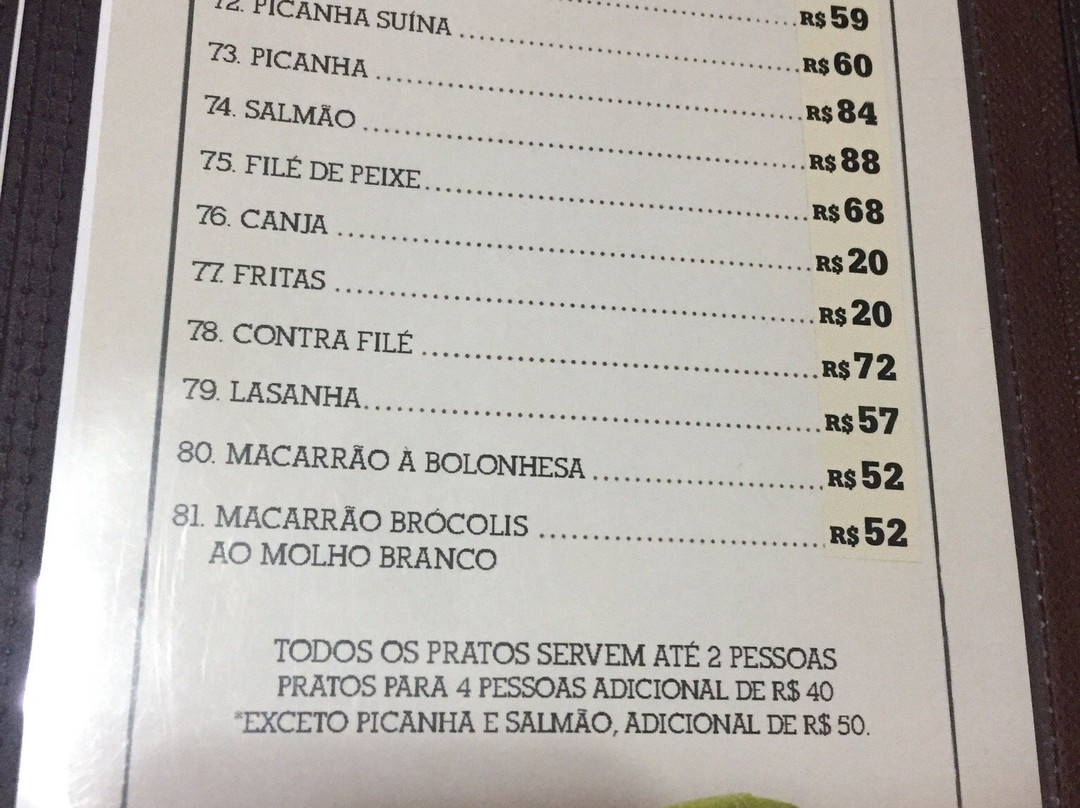 R$ 59
72. PICANHA SUÍNA R$ 60
73. PICANHA R$ 84
74. SALMÃO R$ 88
75. FILÉ DE PEIXE R$ 68
76. CANJA R$ 20
77. FRITAS R$ 20
78. CONTRA FILÉ R$ 72
79. LASANHA R$ 57
80. MACARRÃO À BOLONHESA R$ 52
81. MACARRÃO BRÓCOLIS R$ 52
AO MOLHO BRANCO
TODOS OS PRATOS SERVEM ATÉ 2 PESSOAS
PRATOS PARA 4 PESSOAS ADICIONAL DE R$ 40
*EXCETO PICANHA E SALMÃO, ADICIONAL DE R$ 50.